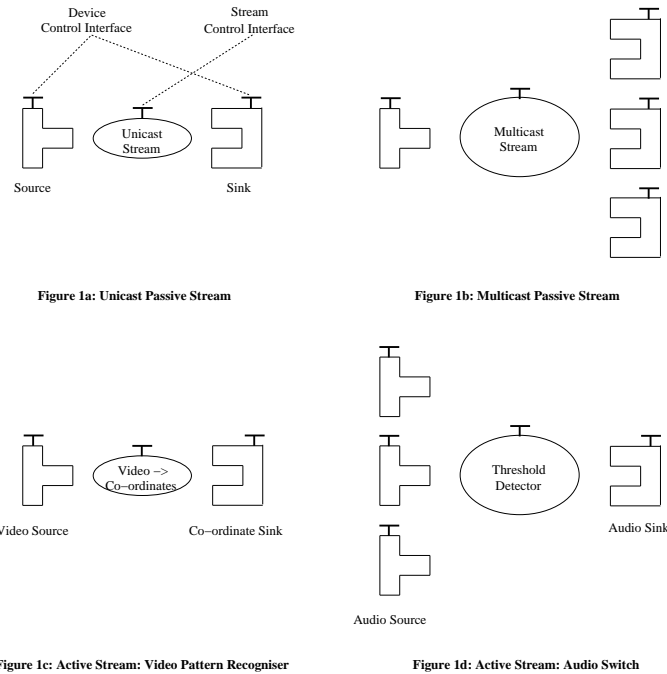 Device
Control Interface
Stream
Control Interface
Unicast
Stream
Source
Sink
Multicast
Stream
Figure 1a: Unicast Passive Stream
Figure 1b: Multicast Passive Stream
Video −>
Co−ordinates
Video Source
Co−ordinate Sink
Threshold
Detector
Audio Sink
Audio Source
Figure 1c: Active Stream: Video Pattern Recogniser
Figure 1d: Active Stream: Audio Switch